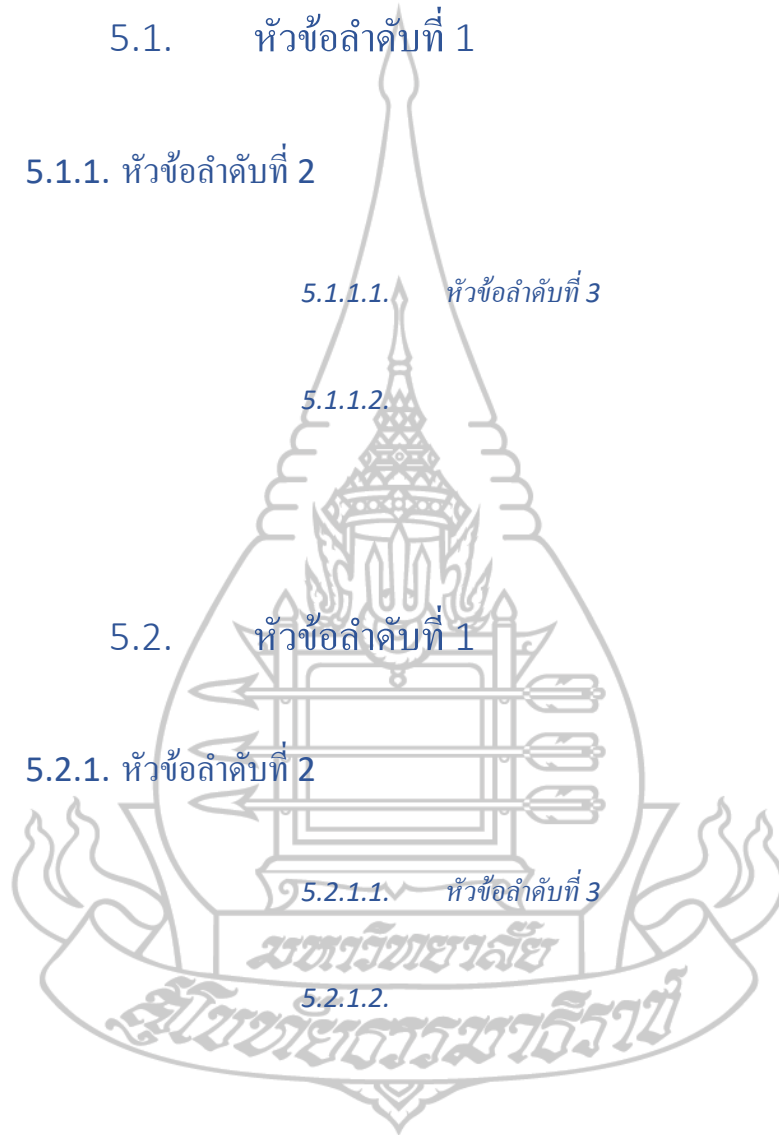 5.1. หัวข้อลำดับที่ 1
5.1.1. หัวข้อลำดับที่ 2
5.1.1.1. หัวข้อลำดับที่ 3
5.1.1.2.
5.2. หัวข้อลำดับที่ 1
5.2.1. หัวข้อลำดับที่ 2
5.2.1.1. หัวข้อลำดับที่ 3
มหาวิทยาลัย
5.2.1.2.
สุโขทัยธรรมาธิราช